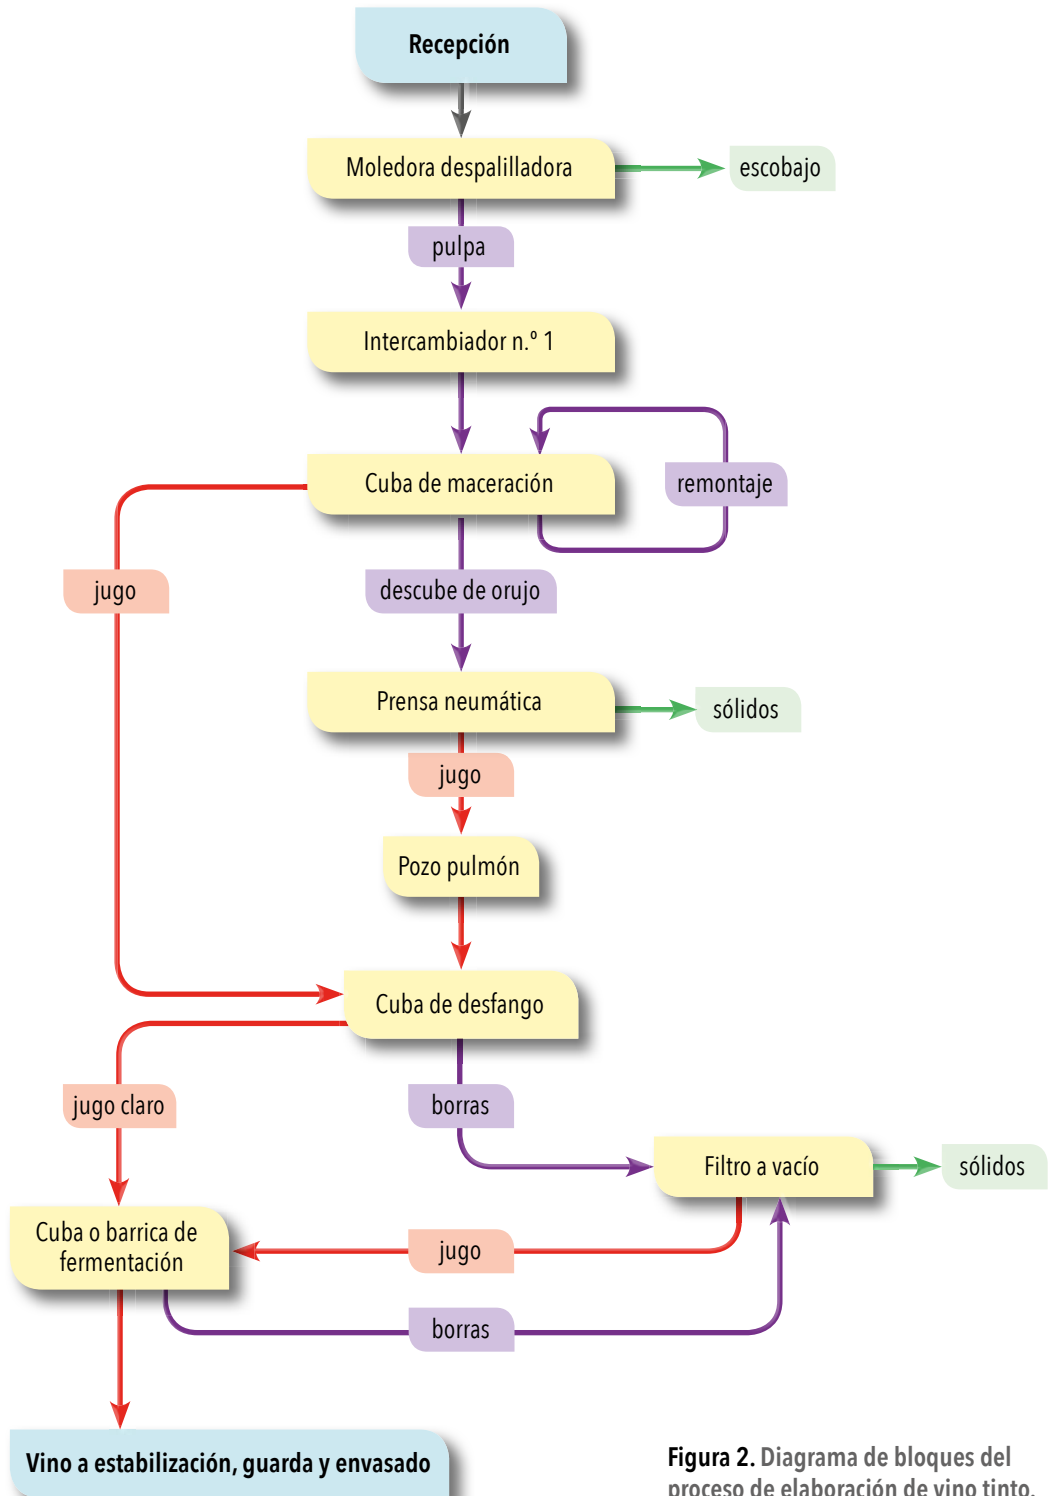 Recepción
Moledora despalilladora
escobajo
pulpa
Intercambiador n.º 1
Cuba de maceración
remontaje
jugo
descube de orujo
Prensa neumática
sólidos
jugo
Pozo pulmón
Cuba de desfango
jugo claro
borras
Filtro a vacío
sólidos
Cuba o barrica de
fermentación
jugo
borras
Vino a estabilización, guarda y envasado
Figura 2. Diagrama de bloques del
proceso de elaboración de vino tinto.